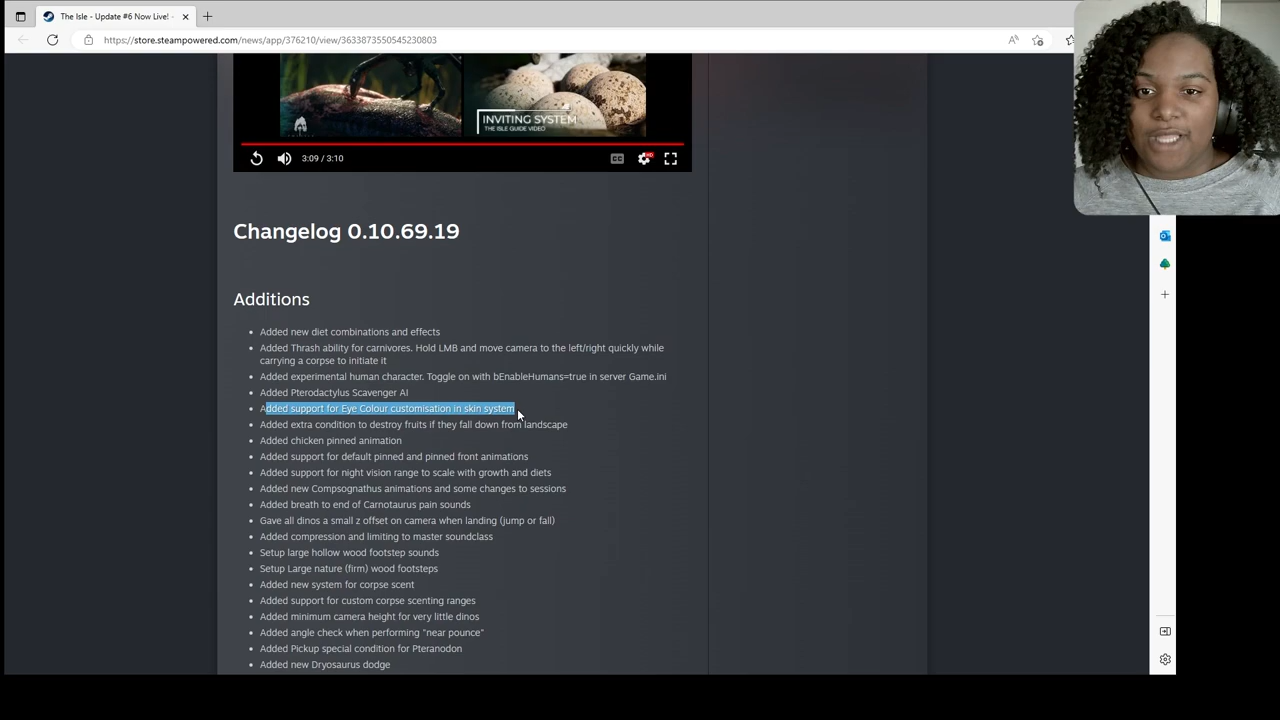 The Isle - Update #6 Now Live! -
https://store.steampowered.com/news/app/376210/view/3633873550545230803
INVITING SYSTEM
THE ISLE GUIDE VIDEO
3:09 / 3:10
CC
HD
Changelog 0.10.69.19
Additions
Added new diet combinations and effects
Added Thrash ability for carnivores. Hold LMB and move camera to the left/right quickly while
carrying a corpse to initiate it
Added experimental human character. Toggle on with bEnableHumans=true in server Game.ini
Added Pterodactylus Scavenger AI
Added support for Eye Colour customisation in skin system
Added extra condition to destroy fruits if they fall down from landscape
Added chicken pinned animation
Added support for default pinned and pinned front animations
Added support for night vision range to scale with growth and diets
Added new Compsognathus animations and some changes to sessions
Added breath to end of Carnotaurus pain sounds
Gave all dinos a small z offset on camera when landing (jump or fall)
Added compression and limiting to master soundclass
Setup large hollow wood footstep sounds
Setup Large nature (firm) wood footsteps
Added new system for corpse scent
Added support for custom corpse scenting ranges
Added minimum camera height for very little dinos
Added angle check when performing "near pounce"
Added Pickup special condition for Pteranodon
Added new Dryosaurus dodge